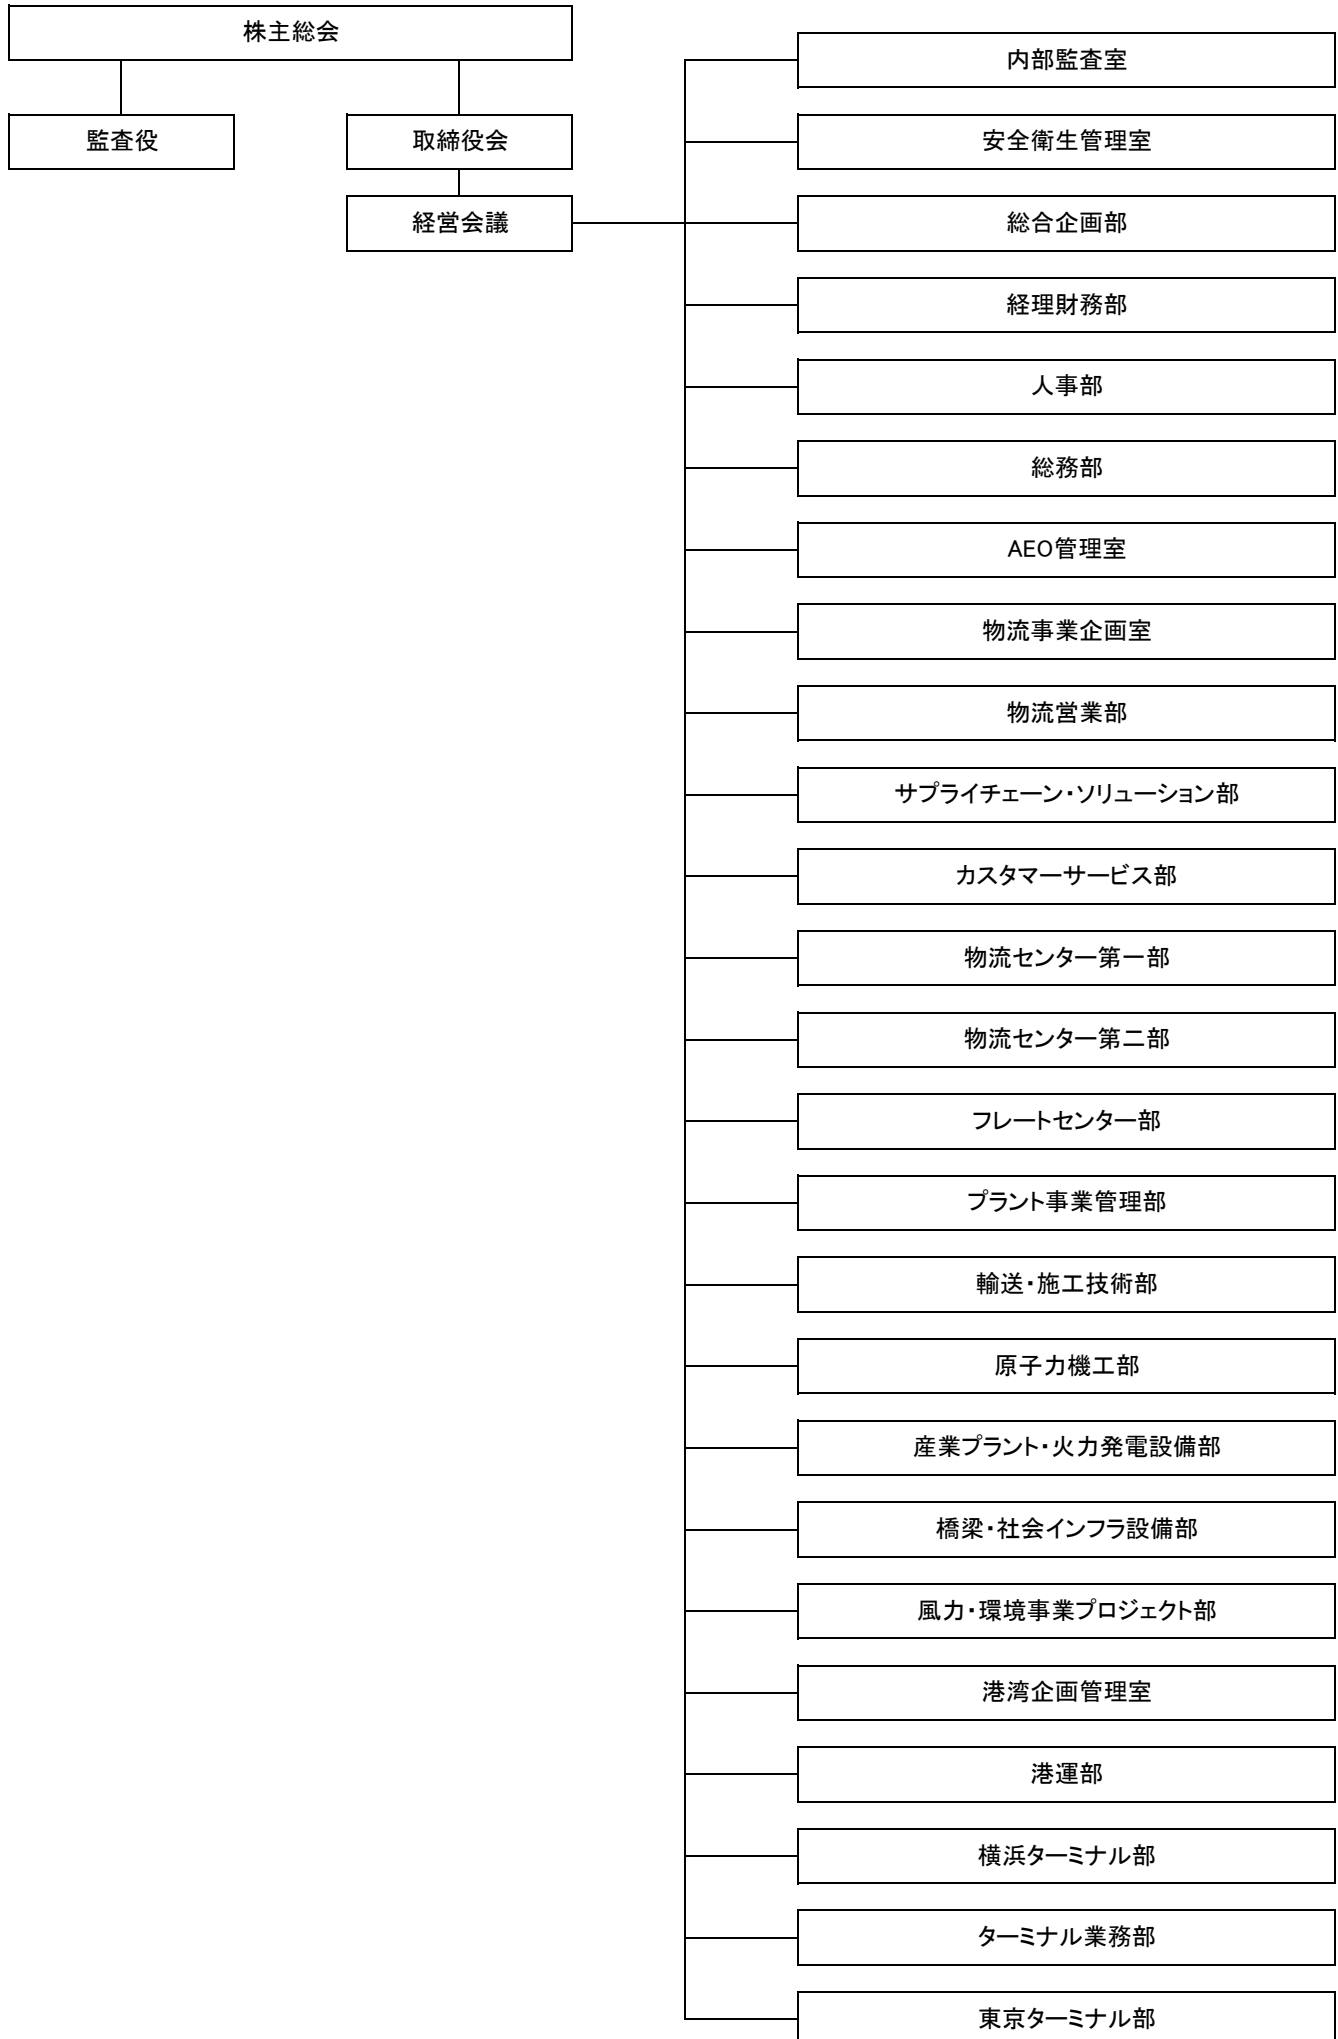 株主総会
監査役
取締役会
経営会議
内部監査室
安全衛生管理室
総合企画部
経理財務部
人事部
総務部
AEO管理室
物流事業企画室
物流営業部
サプライチェーン・ソリューション部
カスタマーサービス部
物流センター第一部
物流センター第二部
フレートセンター部
プラント事業管理部
輸送・施工技術部
原子力機工部
産業プラント・火力発電設備部
橋梁・社会インフラ設備部
風力・環境事業プロジェクト部
港湾企画管理室
港運部
横浜ターミナル部
ターミナル業務部
東京ターミナル部